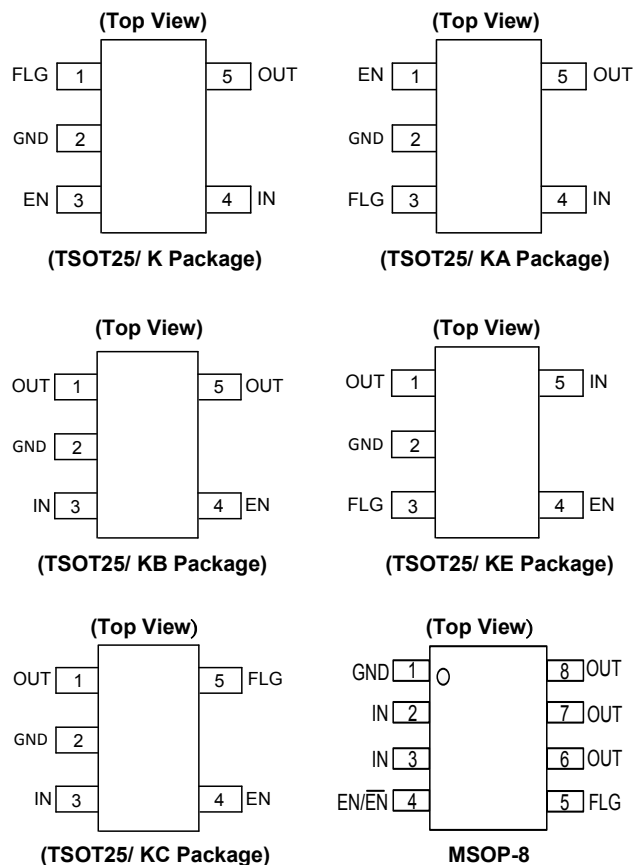 (Top View)
FLG 1 5 OUT
GND 2
EN 3 4 IN
(TSOT25/ K Package)
(Top View)
EN 1 5 OUT
GND 2
FLG 3 4 IN
(TSOT25/ KA Package)
(Top View)
OUT 1 5 OUT
GND 2
IN 3 4 EN
(TSOT25/ KB Package)
(Top View)
OUT 1 5 IN
GND 2
FLG 3 4 EN
(TSOT25/ KE Package)
(Top View)
OUT 1 5 FLG
GND 2
IN 3 4 EN
(TSOT25/ KC Package)
(Top View)
GND 1 8 OUT
IN 2 7 OUT
IN 3 6 OUT
EN/E̅N̅ 4 5 FLG
MSOP-8